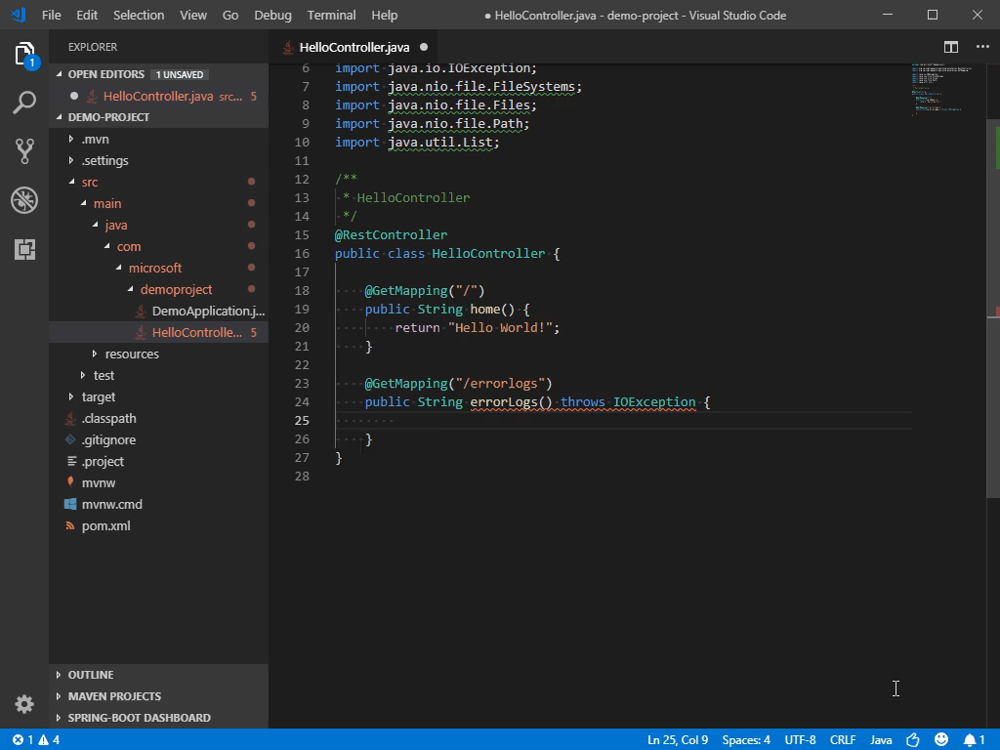 File Edit Selection View Go Debug Terminal Help ● HelloController.java - demo-project - Visual Studio Code
EXPLORER
OPEN EDITORS 1 UNSAVED
HelloController.java src... 5
DEMO-PROJECT
.mvn
.settings
src
main
java
com
microsoft
demoproject
DemoApplication.j...
HelloControlle... 5
resources
test
target
.classpath
.gitignore
.project
mvnw
mvnw.cmd
pom.xml
OUTLINE
MAVEN PROJECTS
SPRING-BOOT DASHBOARD
1
HelloController.java
6 import java.io.IOException;
7 import java.nio.file.FileSystems;
8 import java.nio.file.Files;
9 import java.nio.file.Path;
10 import java.util.List;
11
12 /**
13 * HelloController
14 */
15 @RestController
16 public class HelloController {
17
18 @GetMapping("/")
19 public String home() {
20 return "Hello World!";
21 }
22
23 @GetMapping("/errorlogs")
24 public String errorLogs() throws IOException {
25
26 }
27 }
28
1 4 Ln 25, Col 9 Spaces: 4 UTF-8 CRLF Java 1